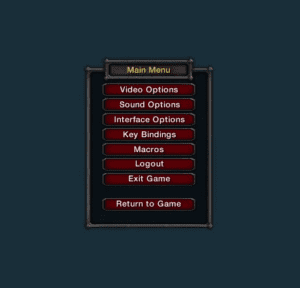 Main Menu
Video Options
Sound Options
Interface Options
Key Bindings
Macros
Logout
Exit Game
Return to Game